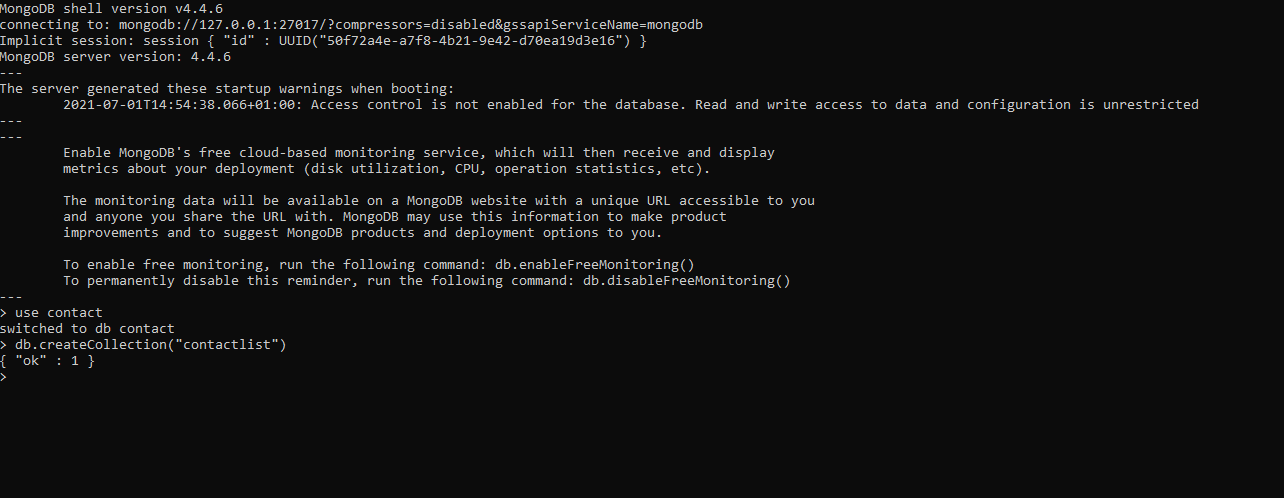 MongoDB shell version v4.4.6
connecting to: mongodb://127.0.0.1:27017/?compressors=disabled&gssapiServiceName=mongodb
Implicit session: session { "id" : UUID("50f72a4e-a7f8-4b21-9e42-d70ea19d3e16") }
MongoDB server version: 4.4.6
---
The server generated these startup warnings when booting:
        2021-07-01T14:54:38.066+01:00: Access control is not enabled for the database. Read and write access to data and configuration is unrestricted
---
---
        Enable MongoDB's free cloud-based monitoring service, which will then receive and display
        metrics about your deployment (disk utilization, CPU, operation statistics, etc).

        The monitoring data will be available on a MongoDB website with a unique URL accessible to you
        and anyone you share the URL with. MongoDB may use this information to make product
        improvements and to suggest MongoDB products and deployment options to you.

        To enable free monitoring, run the following command: db.enableFreeMonitoring()
        To permanently disable this reminder, run the following command: db.disableFreeMonitoring()
---
> use contact
switched to db contact
> db.createCollection("contactlist")
{ "ok" : 1 }
>